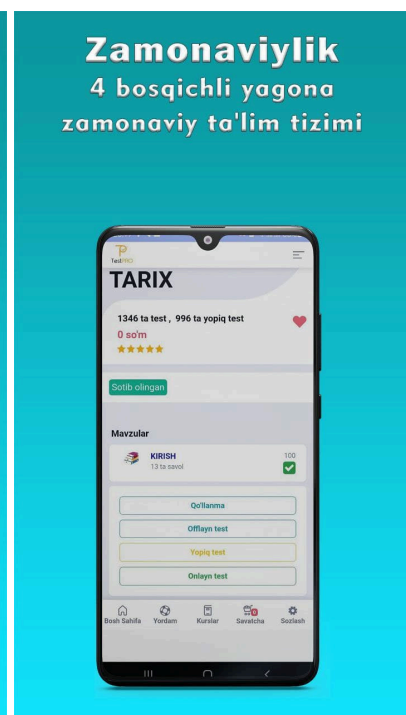 Zamonaviylik
4 bosqichli yagona
zamonaviy ta'lim tizimi
TestPRO
TARIX
1346 ta test , 996 ta yopiq test
0 so'm
Sotib olingan
Mavzular
KIRISH
100
13 ta savol
Qo'llanma
Offlayn test
Yopiq test
Onlayn test
Bosh Sahifa Yordam Kurslar Savatcha Sozlash